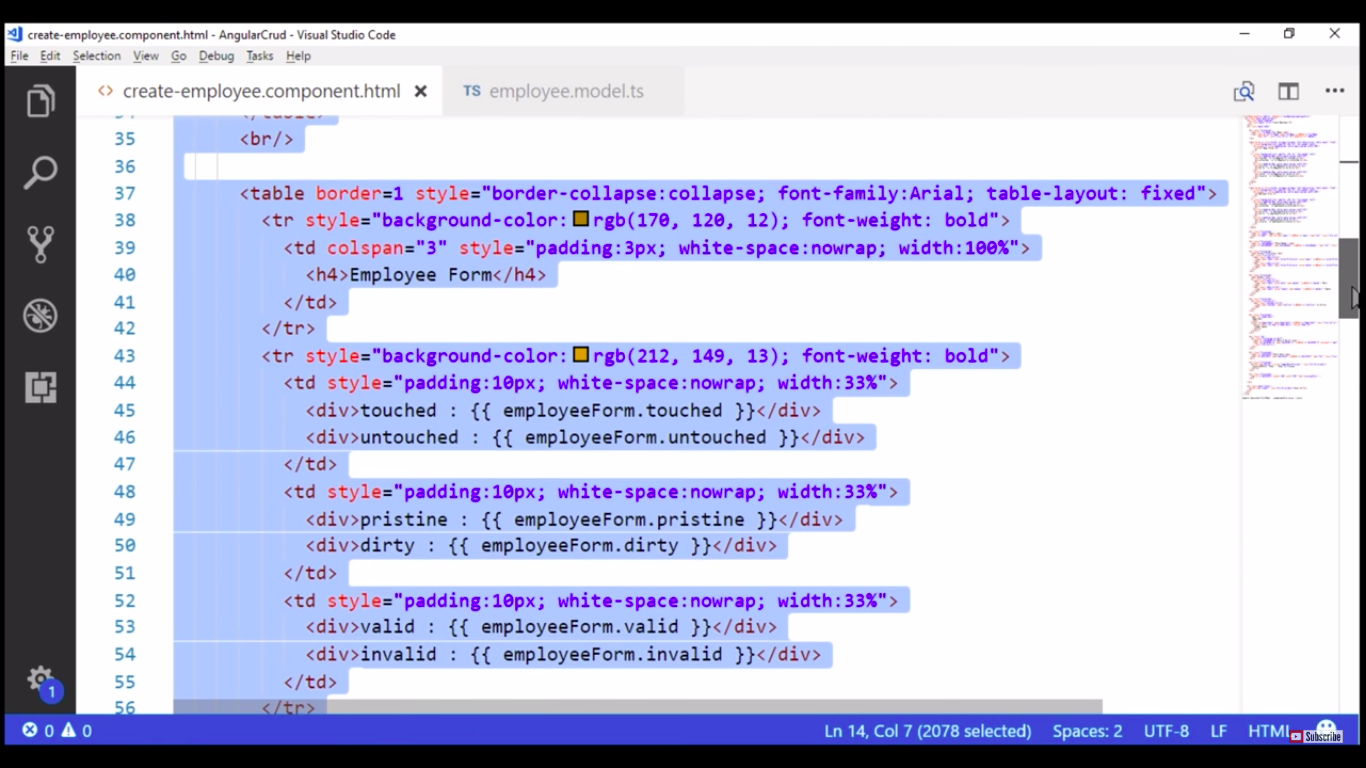 create-employee.component.html - AngularCrud - Visual Studio Code
File Edit Selection View Go Debug Tasks Help
<> create-employee.component.html TS employee.model.ts
34 </table>
35 <br/>
36
37 <table border=1 style="border-collapse:collapse; font-family:Arial; table-layout: fixed">
38 <tr style="background-color: rgb(170, 120, 12); font-weight: bold">
39 <td colspan="3" style="padding:3px; white-space:nowrap; width:100%">
40 <h4>Employee Form</h4>
41 </td>
42 </tr>
43 <tr style="background-color: rgb(212, 149, 13); font-weight: bold">
44 <td style="padding:10px; white-space:nowrap; width:33%">
45 <div>touched : {{ employeeForm.touched }}</div>
46 <div>untouched : {{ employeeForm.untouched }}</div>
47 </td>
48 <td style="padding:10px; white-space:nowrap; width:33%">
49 <div>pristine : {{ employeeForm.pristine }}</div>
50 <div>dirty : {{ employeeForm.dirty }}</div>
51 </td>
52 <td style="padding:10px; white-space:nowrap; width:33%">
53 <div>valid : {{ employeeForm.valid }}</div>
54 <div>invalid : {{ employeeForm.invalid }}</div>
55 </td>
56 </tr>
1
0 0 Ln 14, Col 7 (2078 selected) Spaces: 2 UTF-8 LF HTML Subscribe